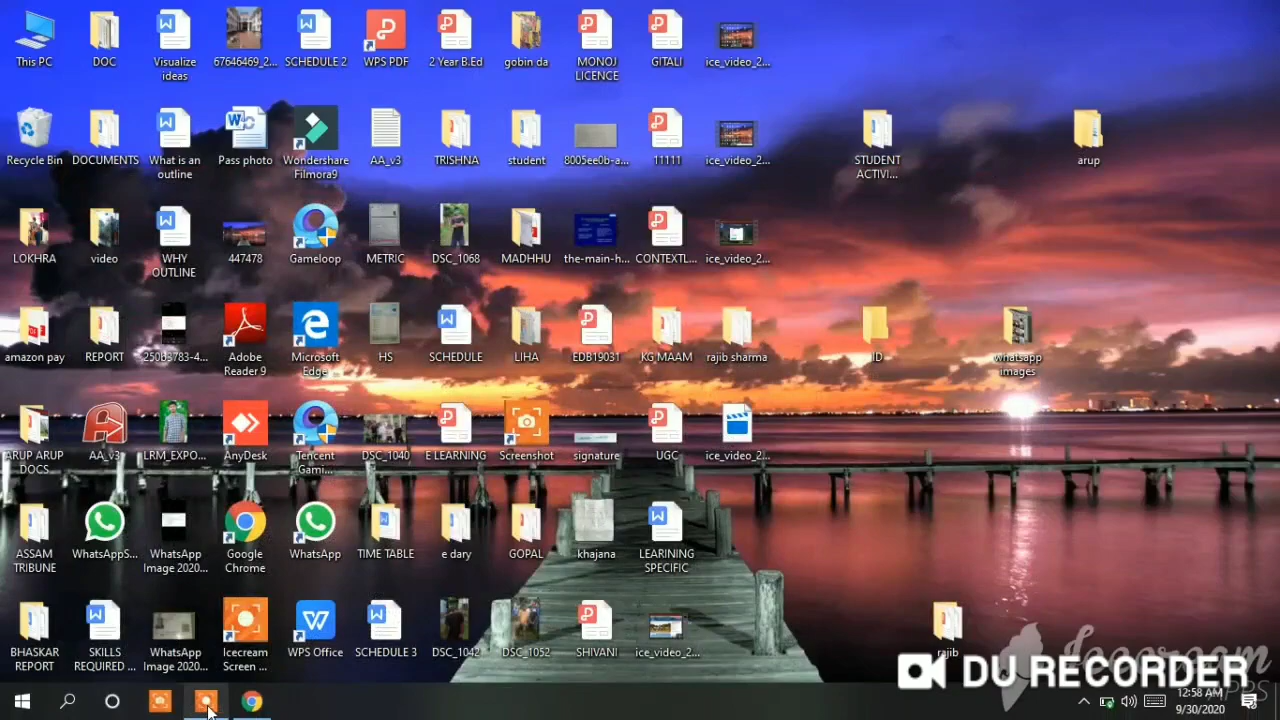 This PC
DOC
Visualize ideas
67646469_2...
SCHEDULE 2
WPS PDF
2 Year B.Ed
gobin da
MONOJ LICENCE
GITALI
ice_video_2...
Recycle Bin
DOCUMENTS
What is an outline
Pass photo
Wondershare Filmora9
AA_v3
TRISHNA
student
8005ee0b-a...
11111
ice_video_2...
STUDENT ACTIVI...
arup
LOKHRA
video
WHY OUTLINE
447478
Gameloop
METRIC
DSC_1068
MADHHU
the-main-h...
CONTEXTL...
ice_video_2...
amazon pay
REPORT
250B3783-4...
Adobe Reader 9
Microsoft Edge
HS
SCHEDULE
LIHA
EDB19031
KG MAAM
rajib sharma
ID
whatsapp images
ARUP ARUP DOCS
AA_v3
LRM_EXPO...
AnyDesk
Tencent Gami...
DSC_1040
E LEARNING
Screenshot
signature
UGC
ice_video_2...
ASSAM TRIBUNE
WhatsAppS...
WhatsApp Image 2020...
Google Chrome
WhatsApp
TIME TABLE
e dary
GOPAL
khajana
LEARINING SPECIFIC
BHASKAR REPORT
SKILLS REQUIRED ...
WhatsApp Image 2020...
Icecream Screen ...
WPS Office
SCHEDULE 3
DSC_1042
DSC_1052
SHIVANI
ice_video_2...
rajib
Icecream
APPS
DU RECORDER
12:58 AM
9/30/2020